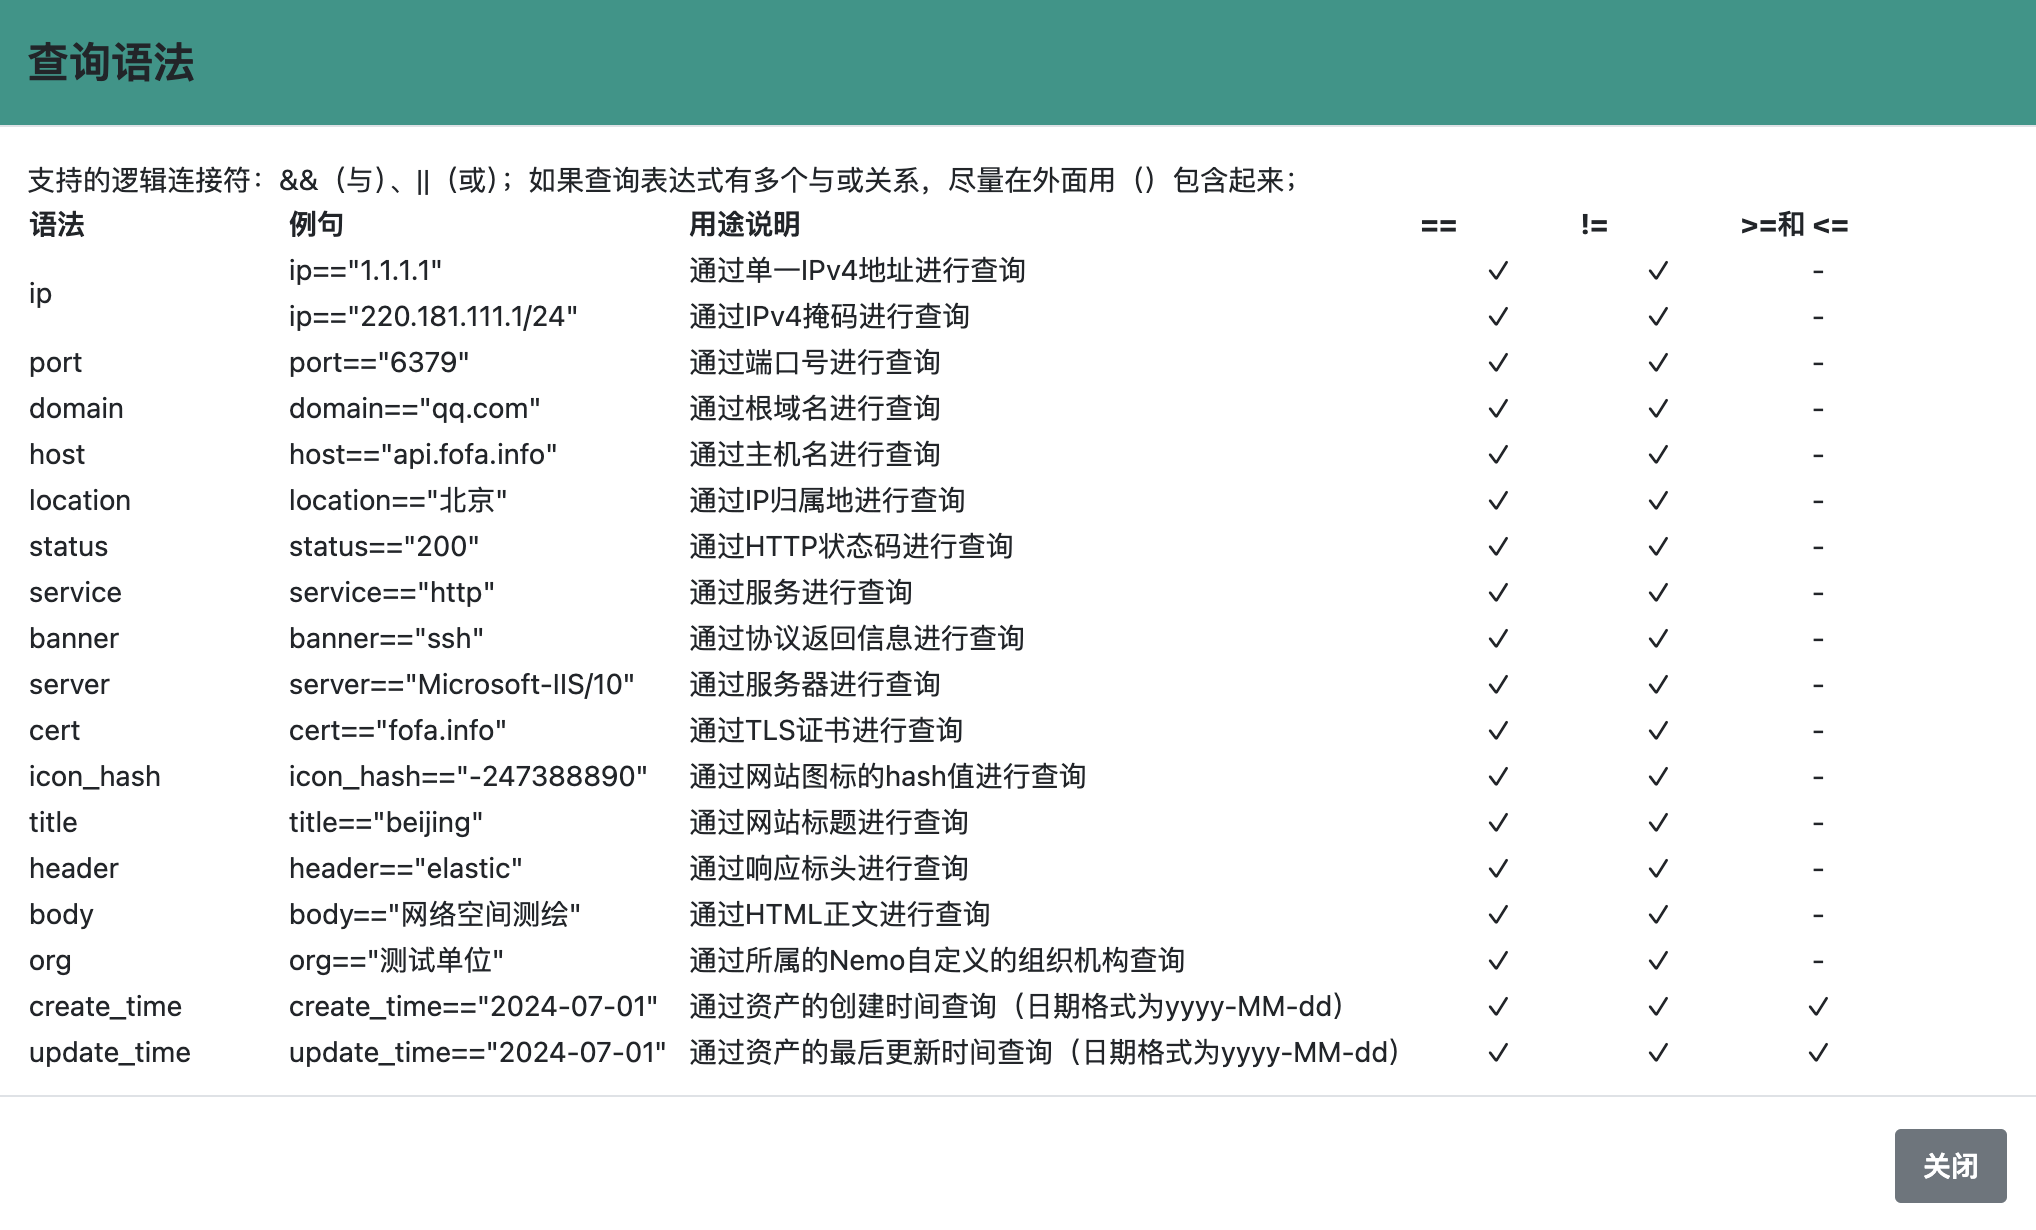 查询语法
支持的逻辑连接符：&&（与）、||（或）；如果查询表达式有多个与或关系，尽量在外面用（）包含起来；
语法 例句 用途说明 == != >=和 <=
ip ip=="1.1.1.1" 通过单一IPv4地址进行查询 ✓ ✓ -
ip=="220.181.111.1/24" 通过IPv4掩码进行查询 ✓ ✓ -
port port=="6379" 通过端口号进行查询 ✓ ✓ -
domain domain=="qq.com" 通过根域名进行查询 ✓ ✓ -
host host=="api.fofa.info" 通过主机名进行查询 ✓ ✓ -
location location=="北京" 通过IP归属地进行查询 ✓ ✓ -
status status=="200" 通过HTTP状态码进行查询 ✓ ✓ -
service service=="http" 通过服务进行查询 ✓ ✓ -
banner banner=="ssh" 通过协议返回信息进行查询 ✓ ✓ -
server server=="Microsoft-IIS/10" 通过服务器进行查询 ✓ ✓ -
cert cert=="fofa.info" 通过TLS证书进行查询 ✓ ✓ -
icon_hash icon_hash=="-247388890" 通过网站图标的hash值进行查询 ✓ ✓ -
title title=="beijing" 通过网站标题进行查询 ✓ ✓ -
header header=="elastic" 通过响应标头进行查询 ✓ ✓ -
body body=="网络空间测绘" 通过HTML正文进行查询 ✓ ✓ -
org org=="测试单位" 通过所属的Nemo自定义的组织机构查询 ✓ ✓ -
create_time create_time=="2024-07-01" 通过资产的创建时间查询（日期格式为yyyy-MM-dd） ✓ ✓ ✓
update_time update_time=="2024-07-01" 通过资产的最后更新时间查询（日期格式为yyyy-MM-dd） ✓ ✓ ✓
关闭